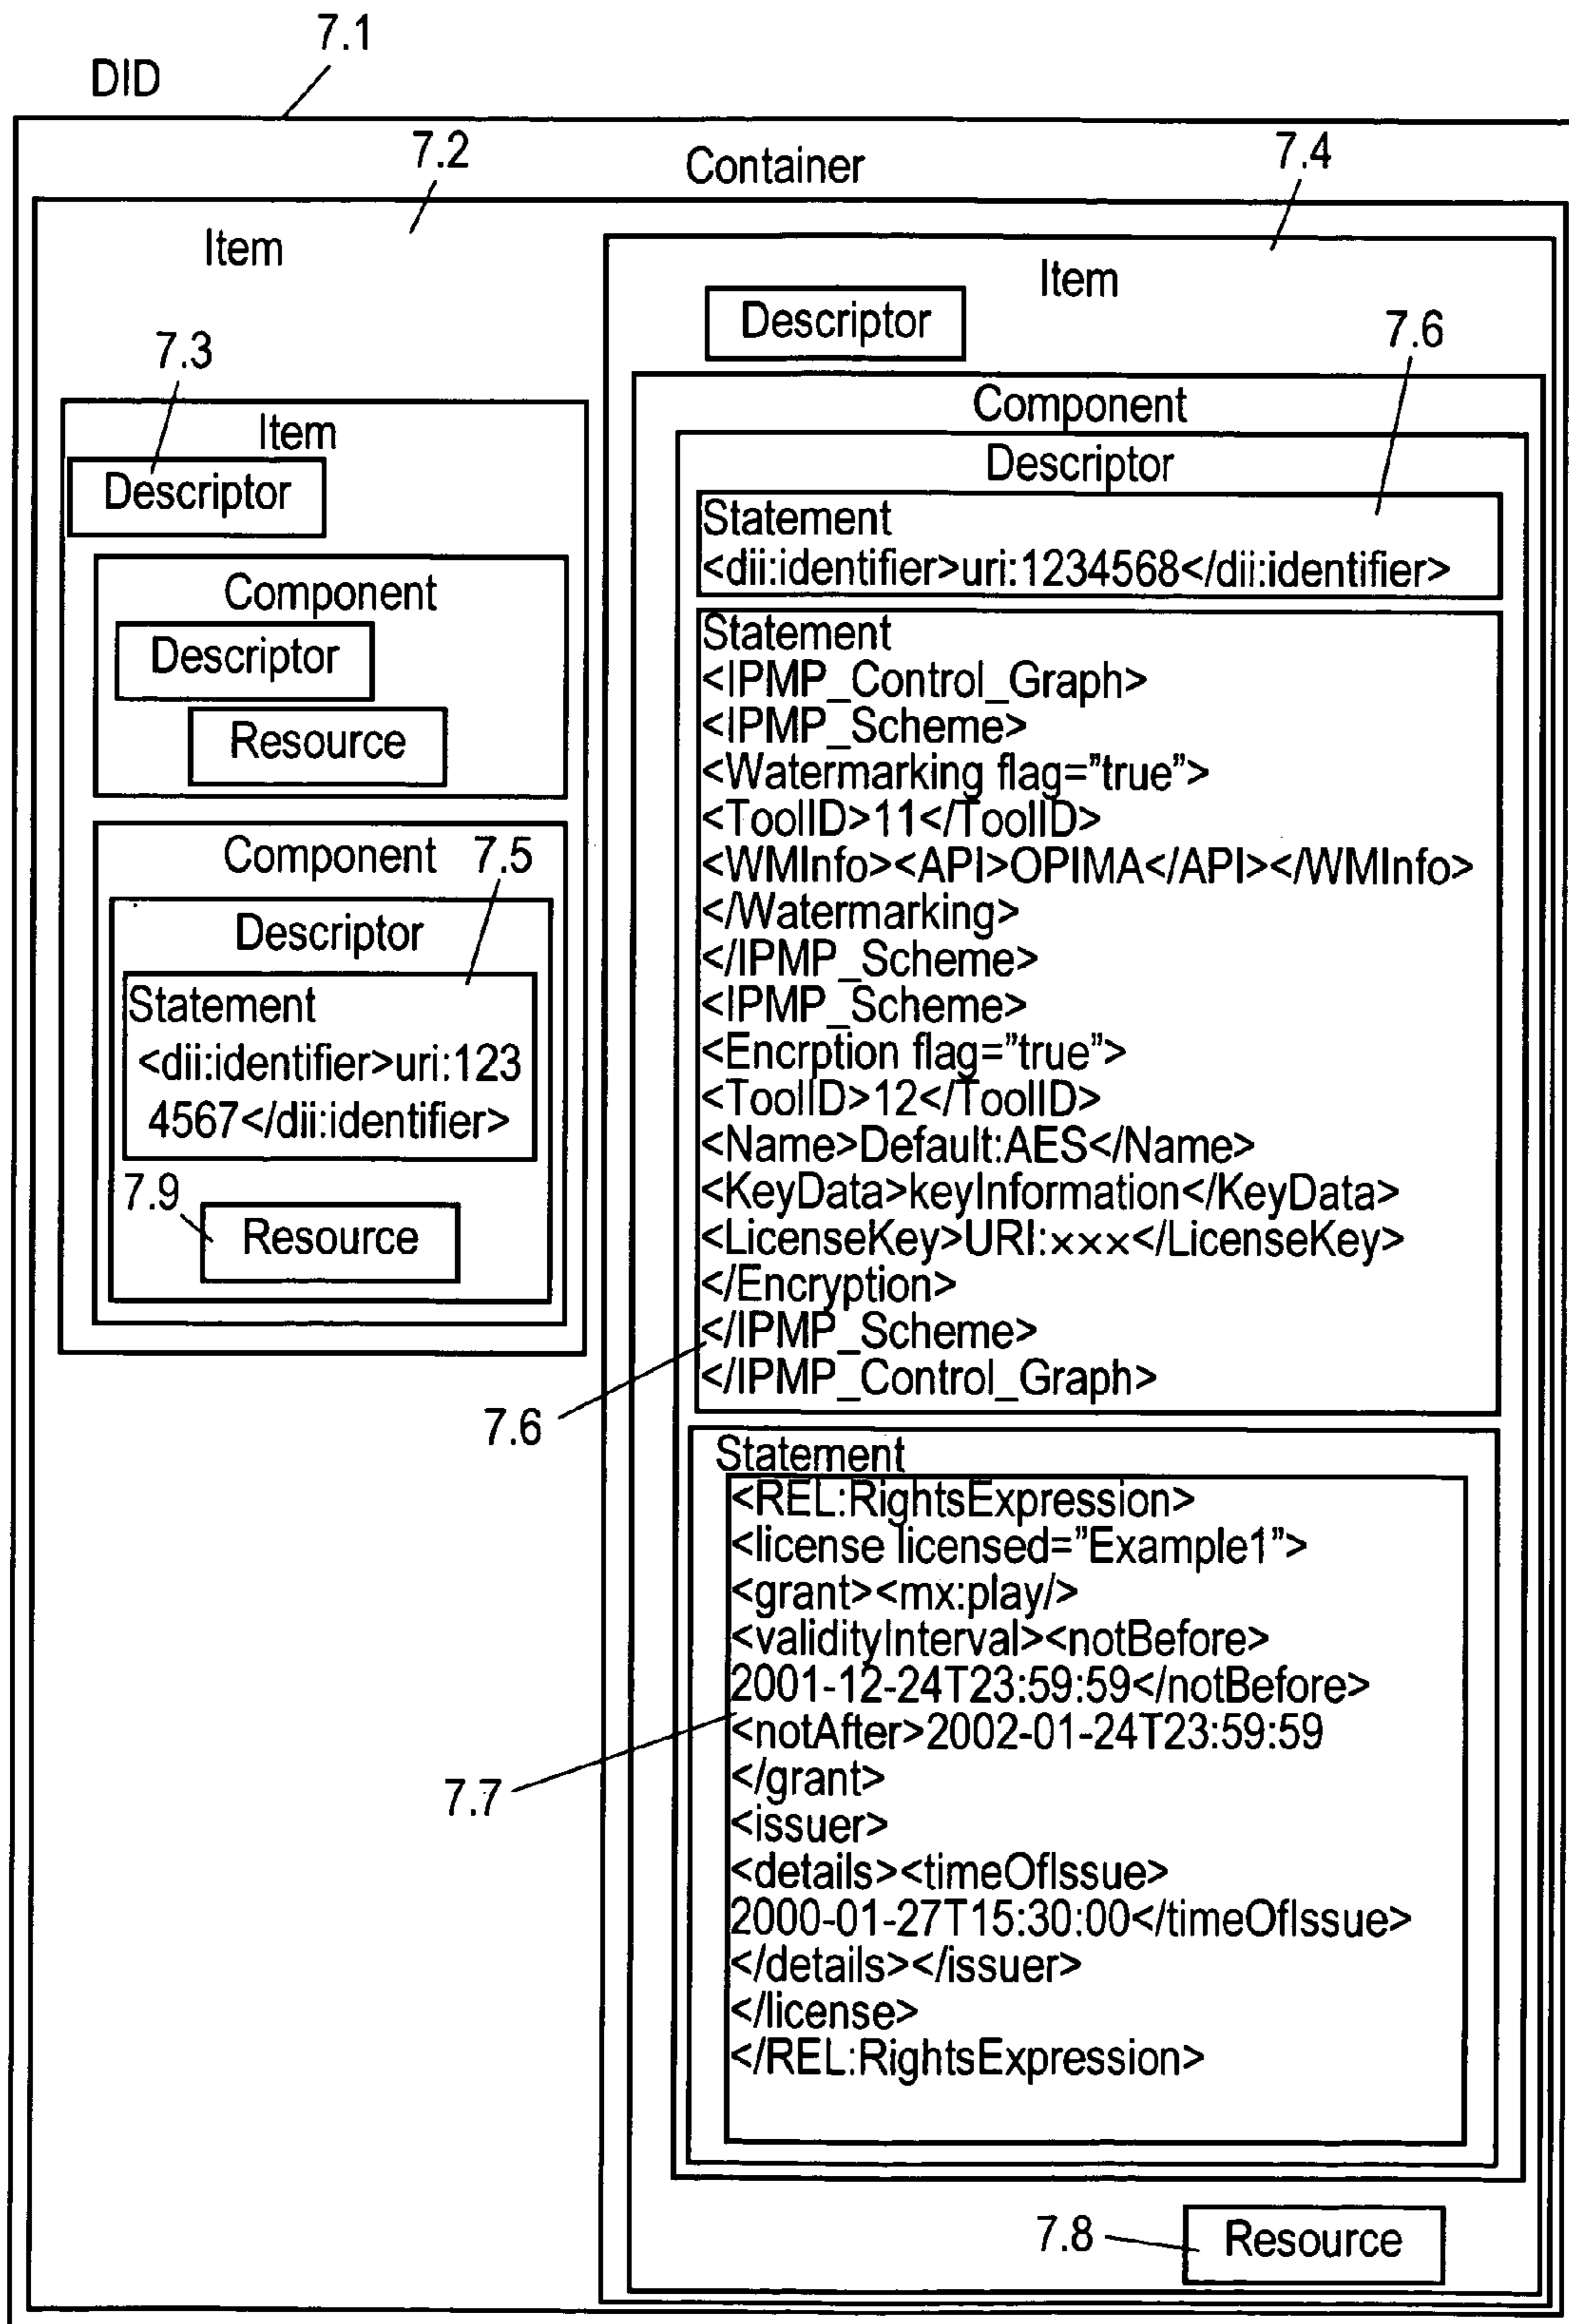 7.1
DID
7.2
Container
7.4
Item
Item
Descriptor
7.6
7.3
Item
Descriptor
Component
Descriptor
Resource
Component
7.5
Descriptor
Statement
<dii:identifier>uri:123
4567</dii:identifier>
7.9
Resource
Component
Descriptor
Statement
<dii:identifier>uri:1234568</dii:identifier>
Statement
<IPMP_Control_Graph>
<IPMP_Scheme>
<Watermarking flag=”true”>
<ToolID>11</ToolID>
<WMInfo><API>OPIMA</API></WMInfo>
</Watermarking>
</IPMP_Scheme>
<IPMP_Scheme>
<Encrption flag=”true”>
<ToolID>12</ToolID>
<Name>Default:AES</Name>
<KeyData>keyInformation</KeyData>
<LicenseKey>URI:×××</LicenseKey>
</Encryption>
</IPMP_Scheme>
</IPMP_Control_Graph>
7.6
Statement
<REL:RightsExpression>
<license licensed=”Example1”>
<grant><mx:play/>
<validityInterval><notBefore>
2001-12-24T23:59:59</notBefore>
<notAfter>2002-01-24T23:59:59
</grant>
7.7
<issuer>
<details><timeOfIssue>
2000-01-27T15:30:00</timeOfIssue>
</details></issuer>
</license>
</REL:RightsExpression>
7.8
Resource